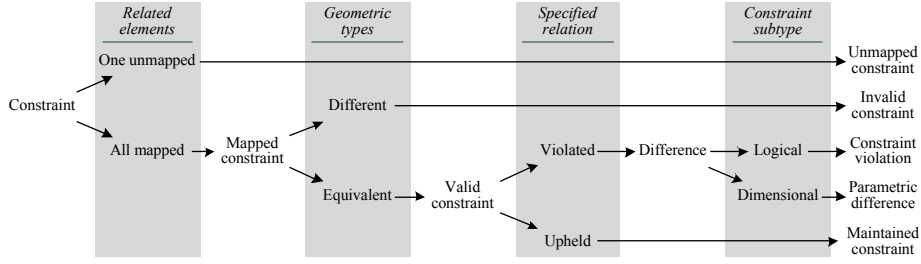 Related
elements
Geometric
types
Specified
relation
Constraint
subtype
One unmapped
Unmapped
constraint
Constraint
Different
Invalid
constraint
All mapped
Mapped
constraint
Violated
Difference
Logical
Constraint
violation
Equivalent
Valid
constraint
Dimensional
Parametric
difference
Upheld
Maintained
constraint